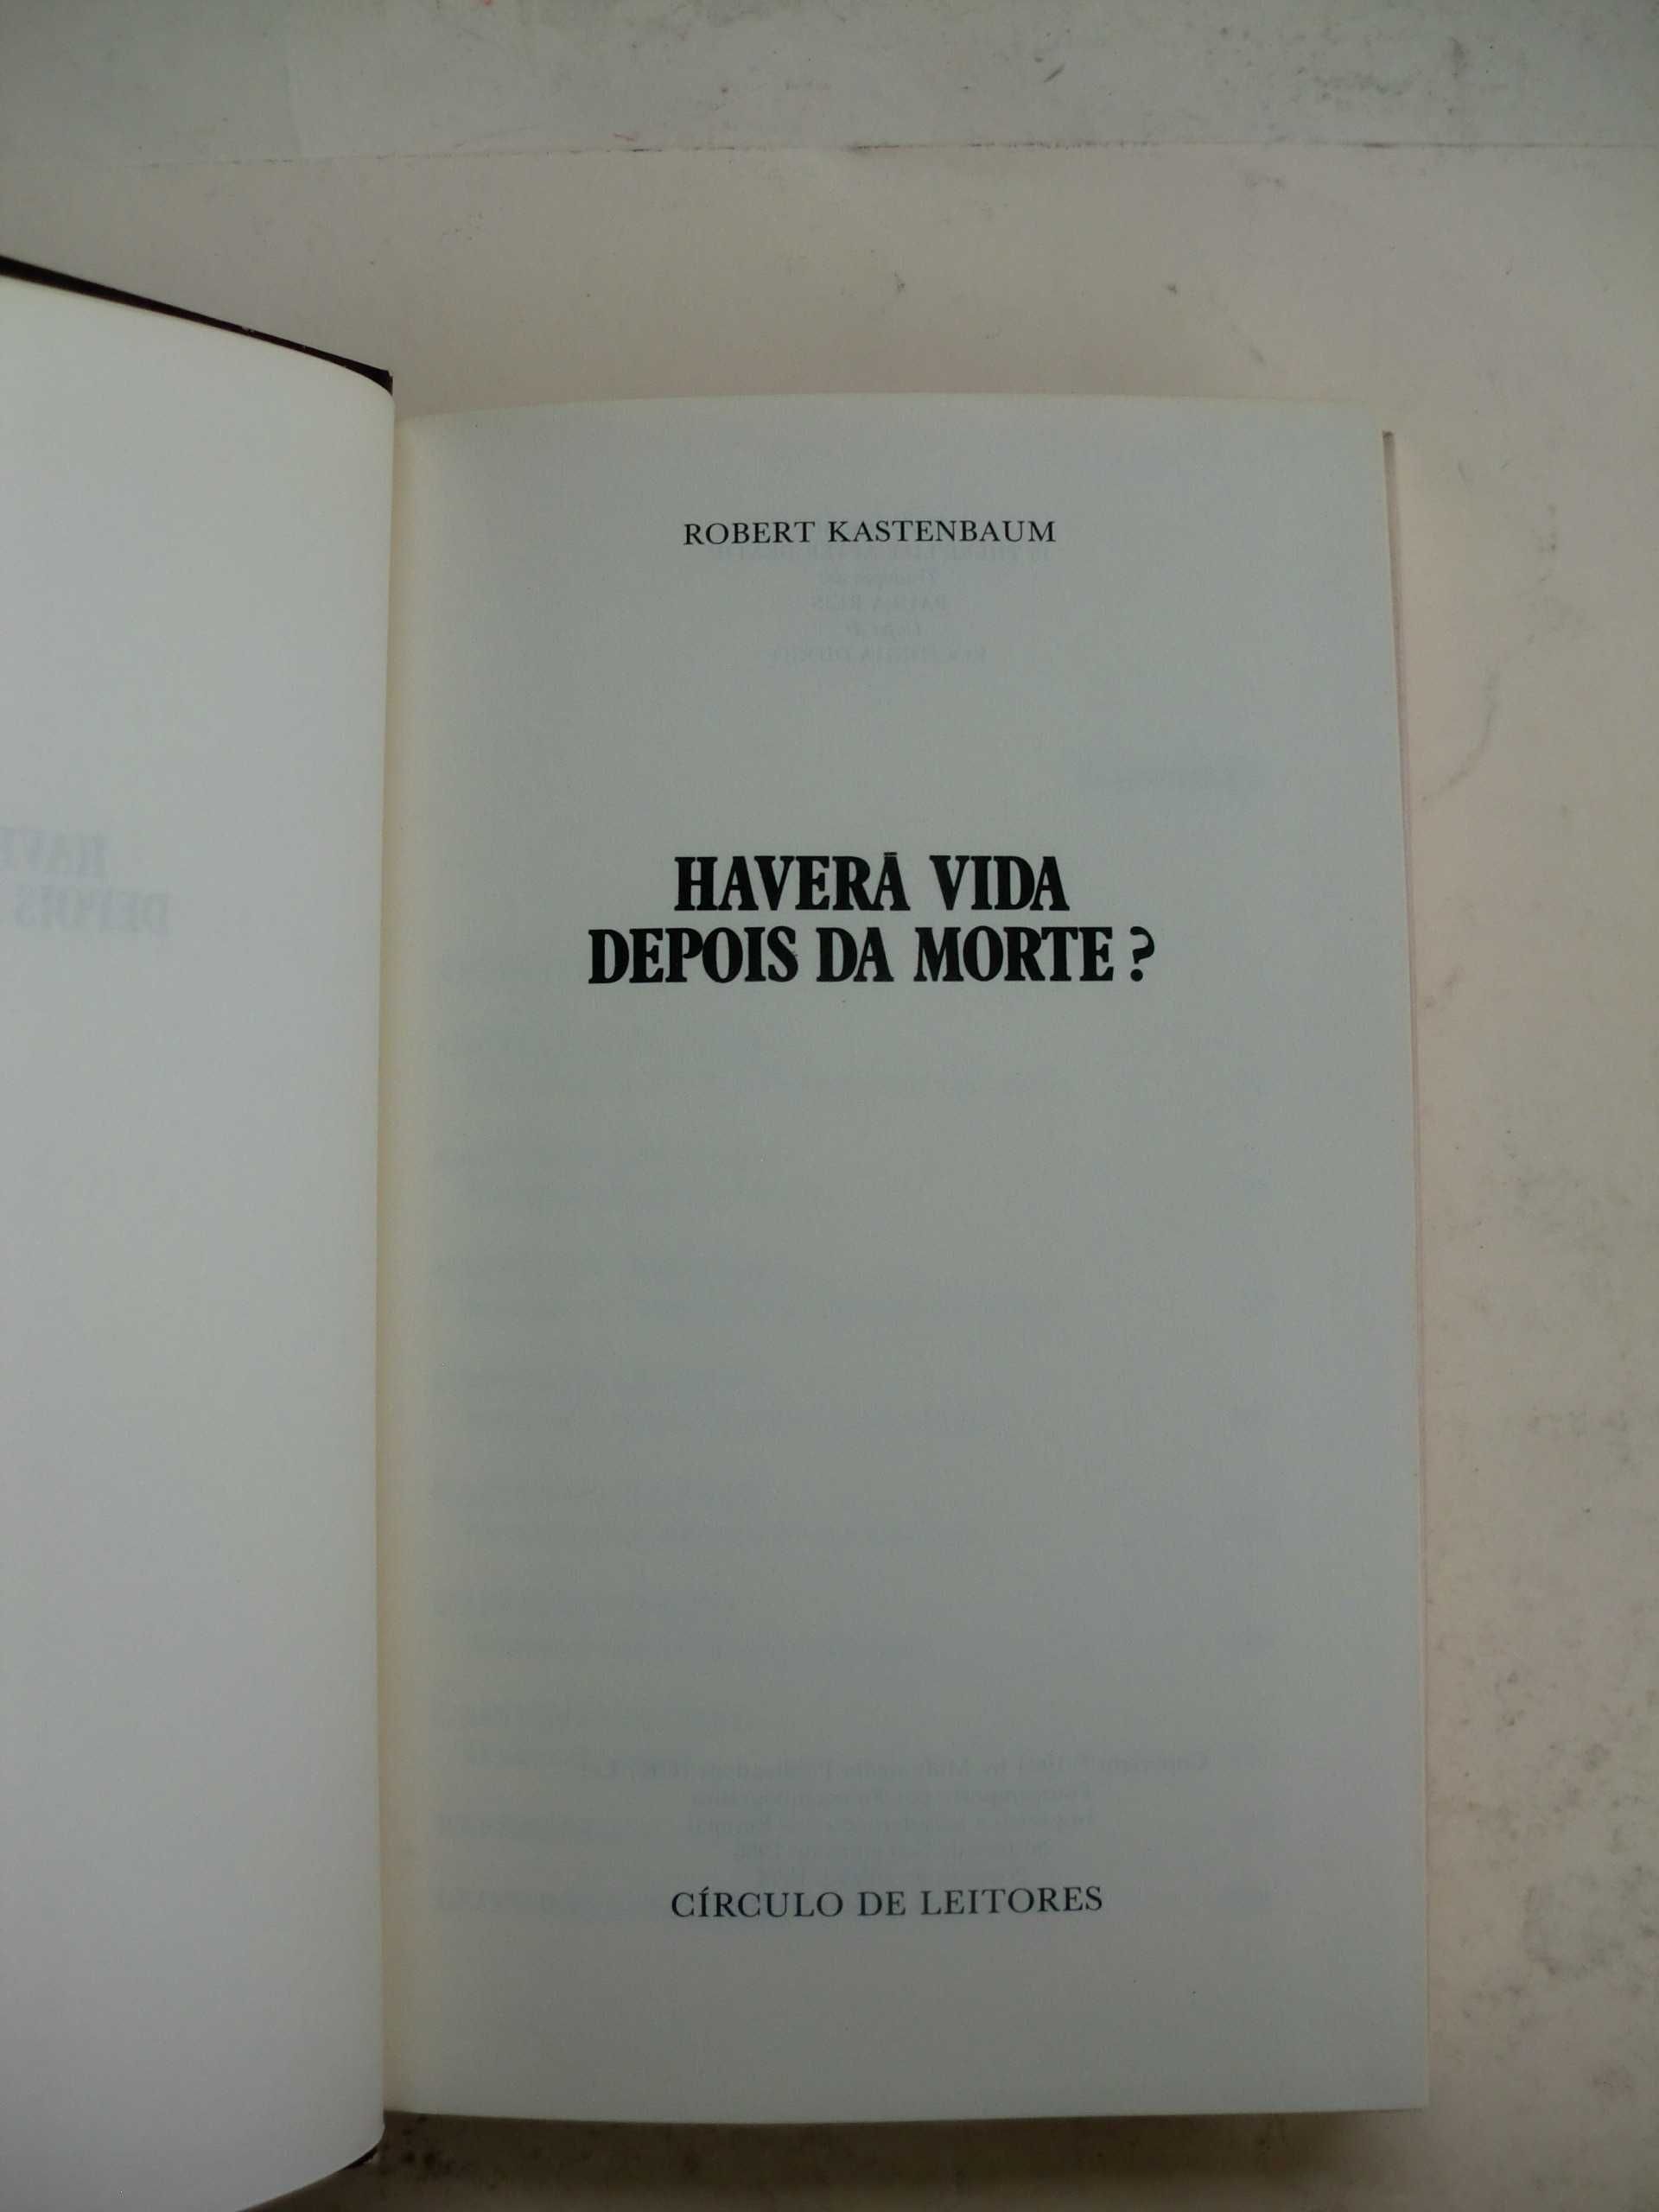 ROBERT KASTENBAUM
HAVERÁ VIDA
DEPOIS DA MORTE?
CÍRCULO DE LEITORES